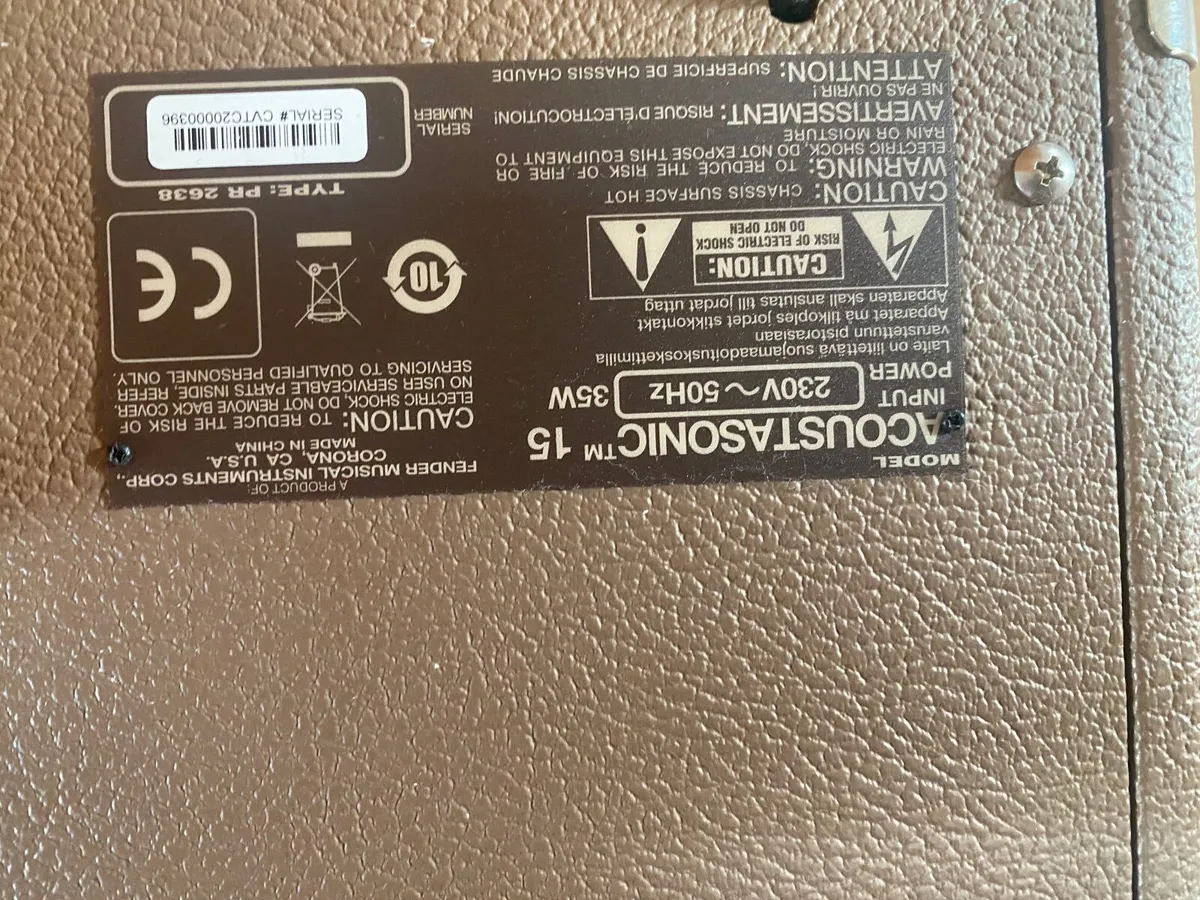 MODEL
ACOUSTASONIC™ 15
INPUT
POWER
230V～50Hz
35W
Laite on liitettävä suojamaadoituskoskettimilla
varustettuun pistorasiaan
Apparatet må tilkoples jordet stikkontakt
Apparaten skall anslutas till jordat uttag
CAUTION:
RISK OF ELECTRIC SHOCK
DO NOT OPEN
CAUTION: CHASSIS SURFACE HOT
WARNING: TO REDUCE THE RISK OF FIRE OR
ELECTRIC SHOCK, DO NOT EXPOSE THIS EQUIPMENT TO
RAIN OR MOISTURE
AVERTISSEMENT: RISQUE D'ÉLECTROCUTION!
NE PAS OUVRIR!
ATTENTION: SUPERFICIE DE CHASSIS CHAUDE
A PRODUCT OF:
FENDER MUSICAL INSTRUMENTS CORP.,
CORONA, CA. U.S.A.
MADE IN CHINA
CAUTION: TO REDUCE THE RISK OF
ELECTRIC SHOCK, DO NOT REMOVE BACK COVER.
NO USER SERVICEABLE PARTS INSIDE, REFER
SERVICING TO QUALIFIED PERSONNEL ONLY.
10
CE
TYPE: PR 2638
SERIAL
NUMBER
SERIAL# CVTC200000396